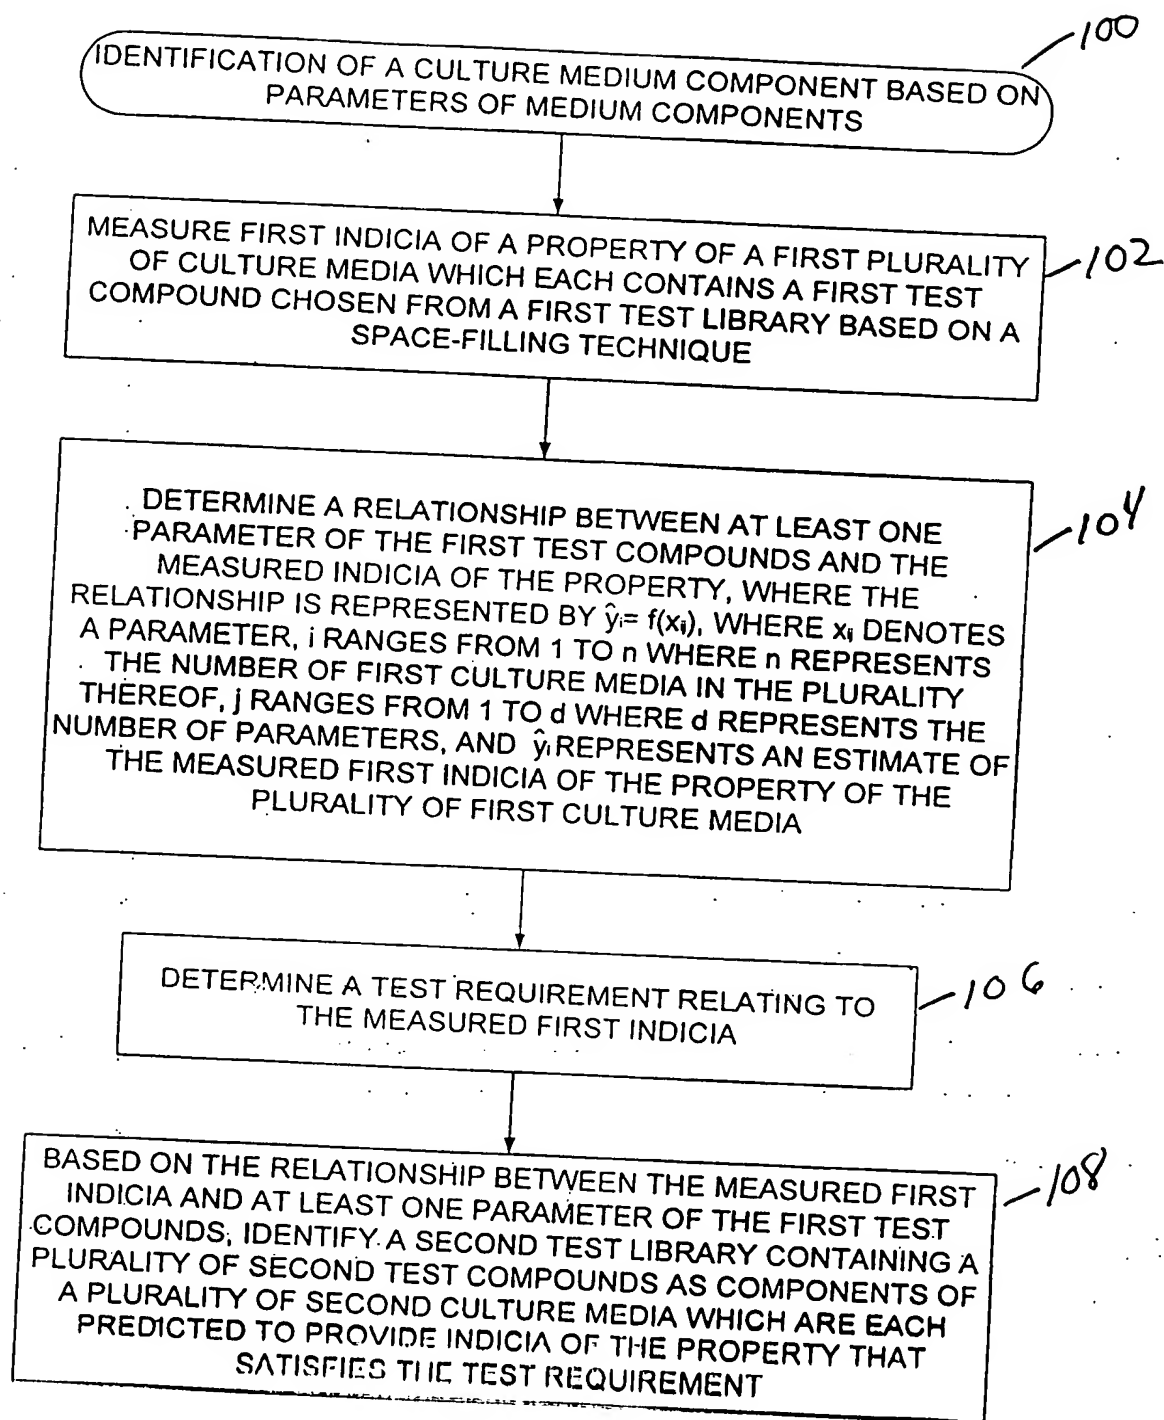 100
IDENTIFICATION OF A CULTURE MEDIUM COMPONENT BASED ON
PARAMETERS OF MEDIUM COMPONENTS
MEASURE FIRST INDICIA OF A PROPERTY OF A FIRST PLURALITY
OF CULTURE MEDIA WHICH EACH CONTAINS A FIRST TEST
COMPOUND CHOSEN FROM A FIRST TEST LIBRARY BASED ON A
SPACE-FILLING TECHNIQUE
102
DETERMINE A RELATIONSHIP BETWEEN AT LEAST ONE
PARAMETER OF THE FIRST TEST COMPOUNDS AND THE
MEASURED INDICIA OF THE PROPERTY, WHERE THE
RELATIONSHIP IS REPRESENTED BY ŷᵢ= f(xᵢⱼ), WHERE xᵢⱼ DENOTES
A PARAMETER, i RANGES FROM 1 TO n WHERE n REPRESENTS
THE NUMBER OF FIRST CULTURE MEDIA IN THE PLURALITY
THEREOF, j RANGES FROM 1 TO d WHERE d REPRESENTS THE
NUMBER OF PARAMETERS, AND ŷᵢ REPRESENTS AN ESTIMATE OF
THE MEASURED FIRST INDICIA OF THE PROPERTY OF THE
PLURALITY OF FIRST CULTURE MEDIA
104
DETERMINE A TEST REQUIREMENT RELATING TO
THE MEASURED FIRST INDICIA
106
BASED ON THE RELATIONSHIP BETWEEN THE MEASURED FIRST
INDICIA AND AT LEAST ONE PARAMETER OF THE FIRST TEST
COMPOUNDS, IDENTIFY A SECOND TEST LIBRARY CONTAINING A
PLURALITY OF SECOND TEST COMPOUNDS AS COMPONENTS OF
A PLURALITY OF SECOND CULTURE MEDIA WHICH ARE EACH
PREDICTED TO PROVIDE INDICIA OF THE PROPERTY THAT
SATISFIES THE TEST REQUIREMENT
108